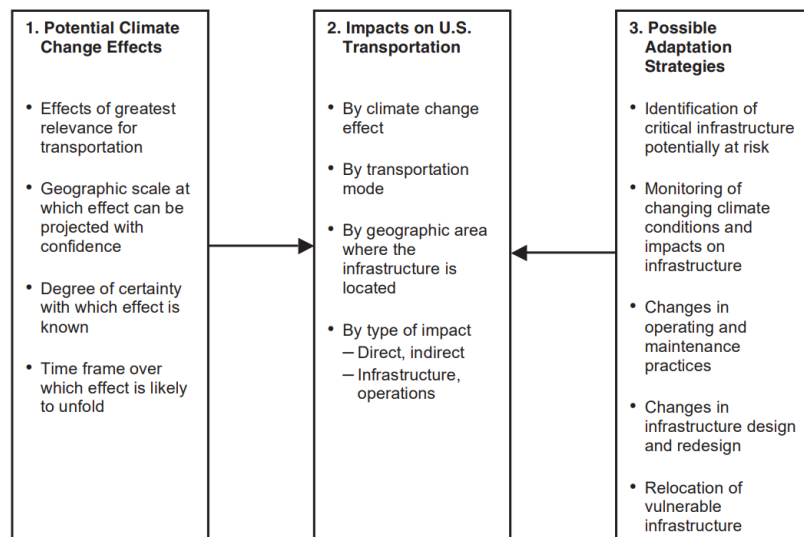 1. Potential Climate
Change Effects
• Effects of greatest
relevance for
transportation
• Geographic scale at
which effect can be
projected with
confidence
• Degree of certainty
with which effect is
known
• Time frame over
which effect is likely
to unfold
2. Impacts on U.S.
Transportation
• By climate change
effect
• By transportation
mode
• By geographic area
where the
infrastructure is
located
• By type of impact
– Direct, indirect
– Infrastructure,
operations
3. Possible
Adaptation
Strategies
• Identification of
critical infrastructure
potentially at risk
• Monitoring of
changing climate
conditions and
impacts on
infrastructure
• Changes in
operating and
maintenance
practices
• Changes in
infrastructure design
and redesign
• Relocation of
vulnerable
infrastructure